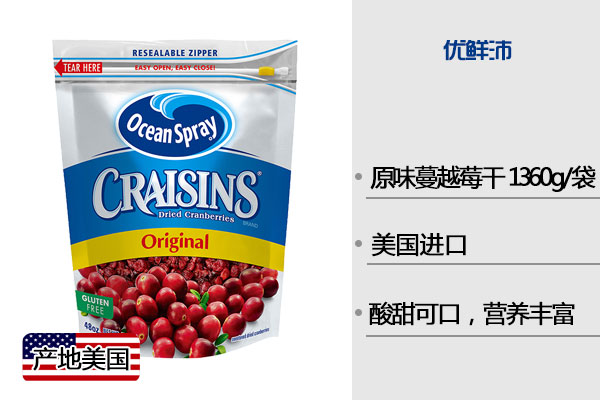 RESEALABLE ZIPPER
TEAR HERE
EASY OPEN, EASY CLOSE!
Ocean Spray
CRAISINS®
Dried Cranberries
Original
GLUTEN
FREE
48oz
产地美国
优鲜沛
原味蔓越莓干 1360g/袋
美国进口
酸甜可口，营养丰富